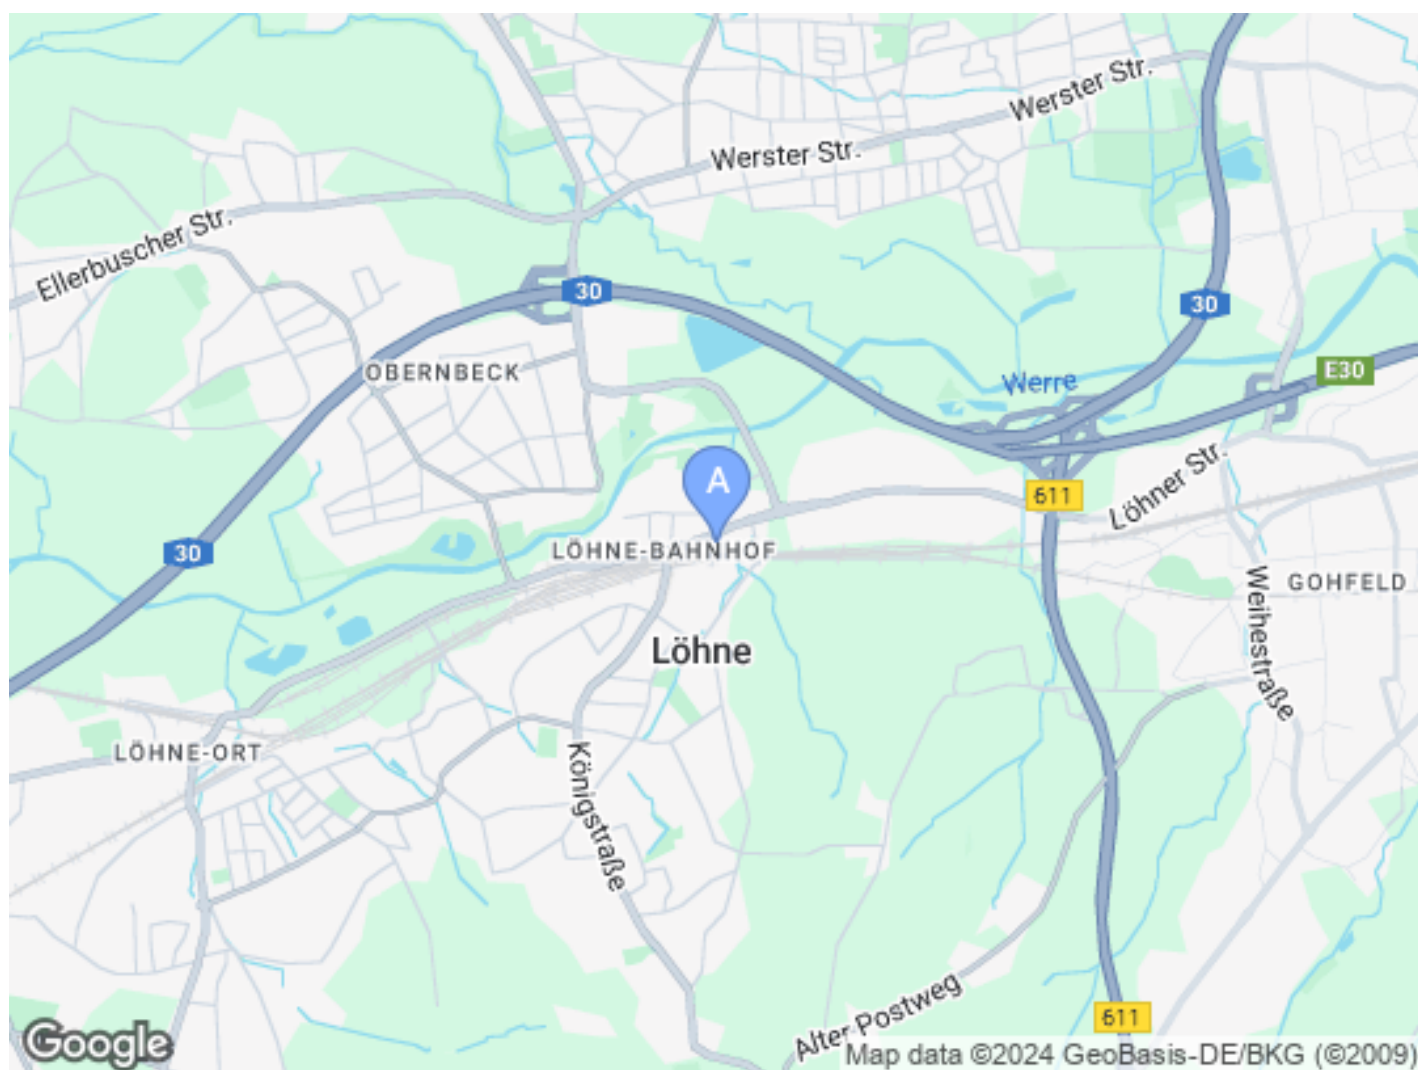 Werster Str.
Werster Str.
Ellerbuscher Str.
30
30
E30
OBERNBECK
Werre
A
611
Löhner Str.
30
LÖHNE-BAHNHOF
GOHFELD
Weihestraße
Löhne
LÖHNE-ORT
Königstraße
Alter Postweg
611
Google
Map data ©2024 GeoBasis-DE/BKG (©2009)